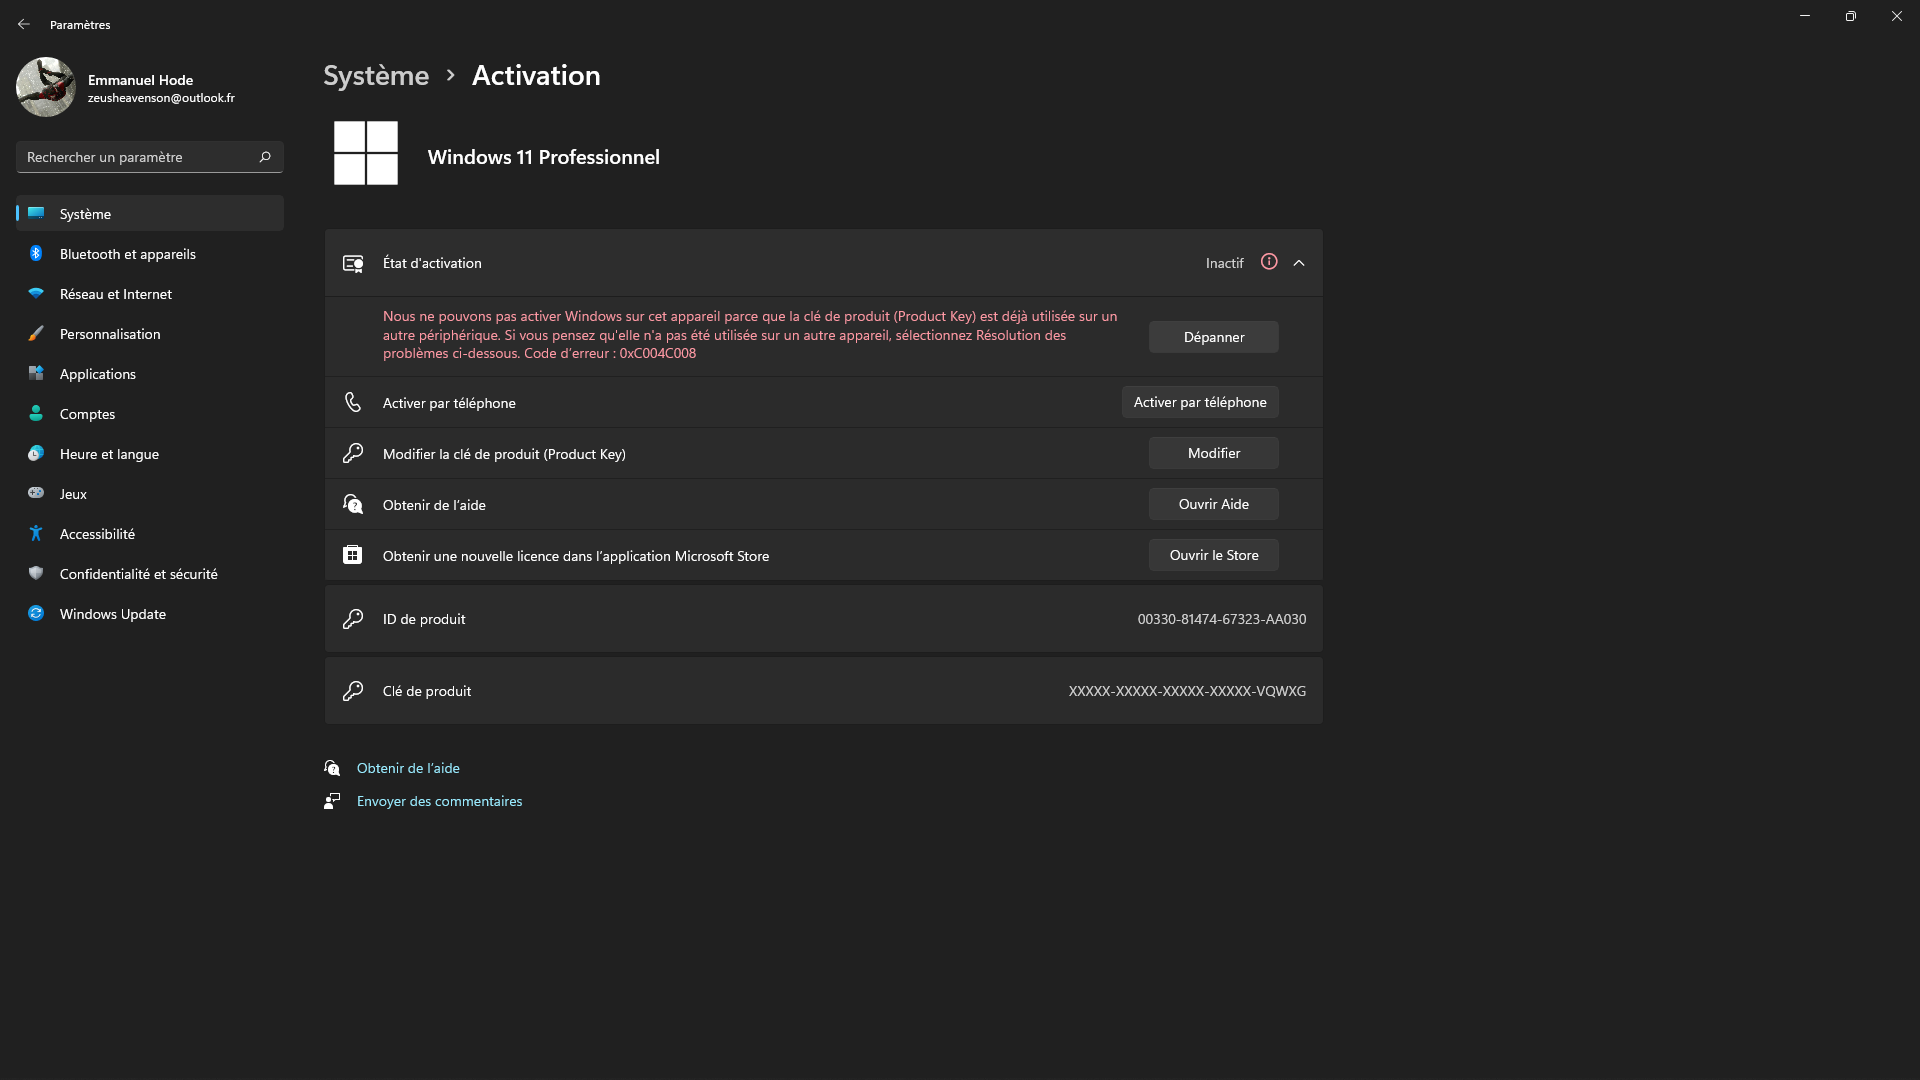 Paramètres
Emmanuel Hode
zeusheavenson@outlook.fr
Rechercher un paramètre
Système
Bluetooth et appareils
Réseau et Internet
Personnalisation
Applications
Comptes
Heure et langue
Jeux
Accessibilité
Confidentialité et sécurité
Windows Update
Système > Activation
Windows 11 Professionnel
État d'activation
Inactif
Nous ne pouvons pas activer Windows sur cet appareil parce que la clé de produit (Product Key) est déjà utilisée sur un
autre périphérique. Si vous pensez qu'elle n'a pas été utilisée sur un autre appareil, sélectionnez Résolution des
problèmes ci-dessous. Code d’erreur : 0xC004C008
Dépanner
Activer par téléphone
Activer par téléphone
Modifier la clé de produit (Product Key)
Modifier
Obtenir de l’aide
Ouvrir Aide
Obtenir une nouvelle licence dans l’application Microsoft Store
Ouvrir le Store
ID de produit
00330-81474-67323-AA030
Clé de produit
XXXXX-XXXXX-XXXXX-XXXXX-VQWXG
Obtenir de l’aide
Envoyer des commentaires